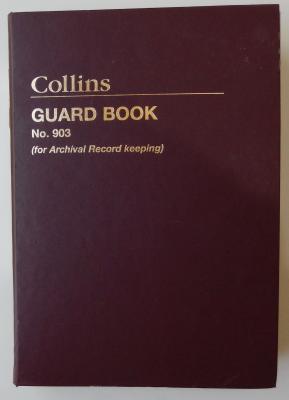 Collins
GUARD BOOK
No. 903
(for Archival Record keeping)